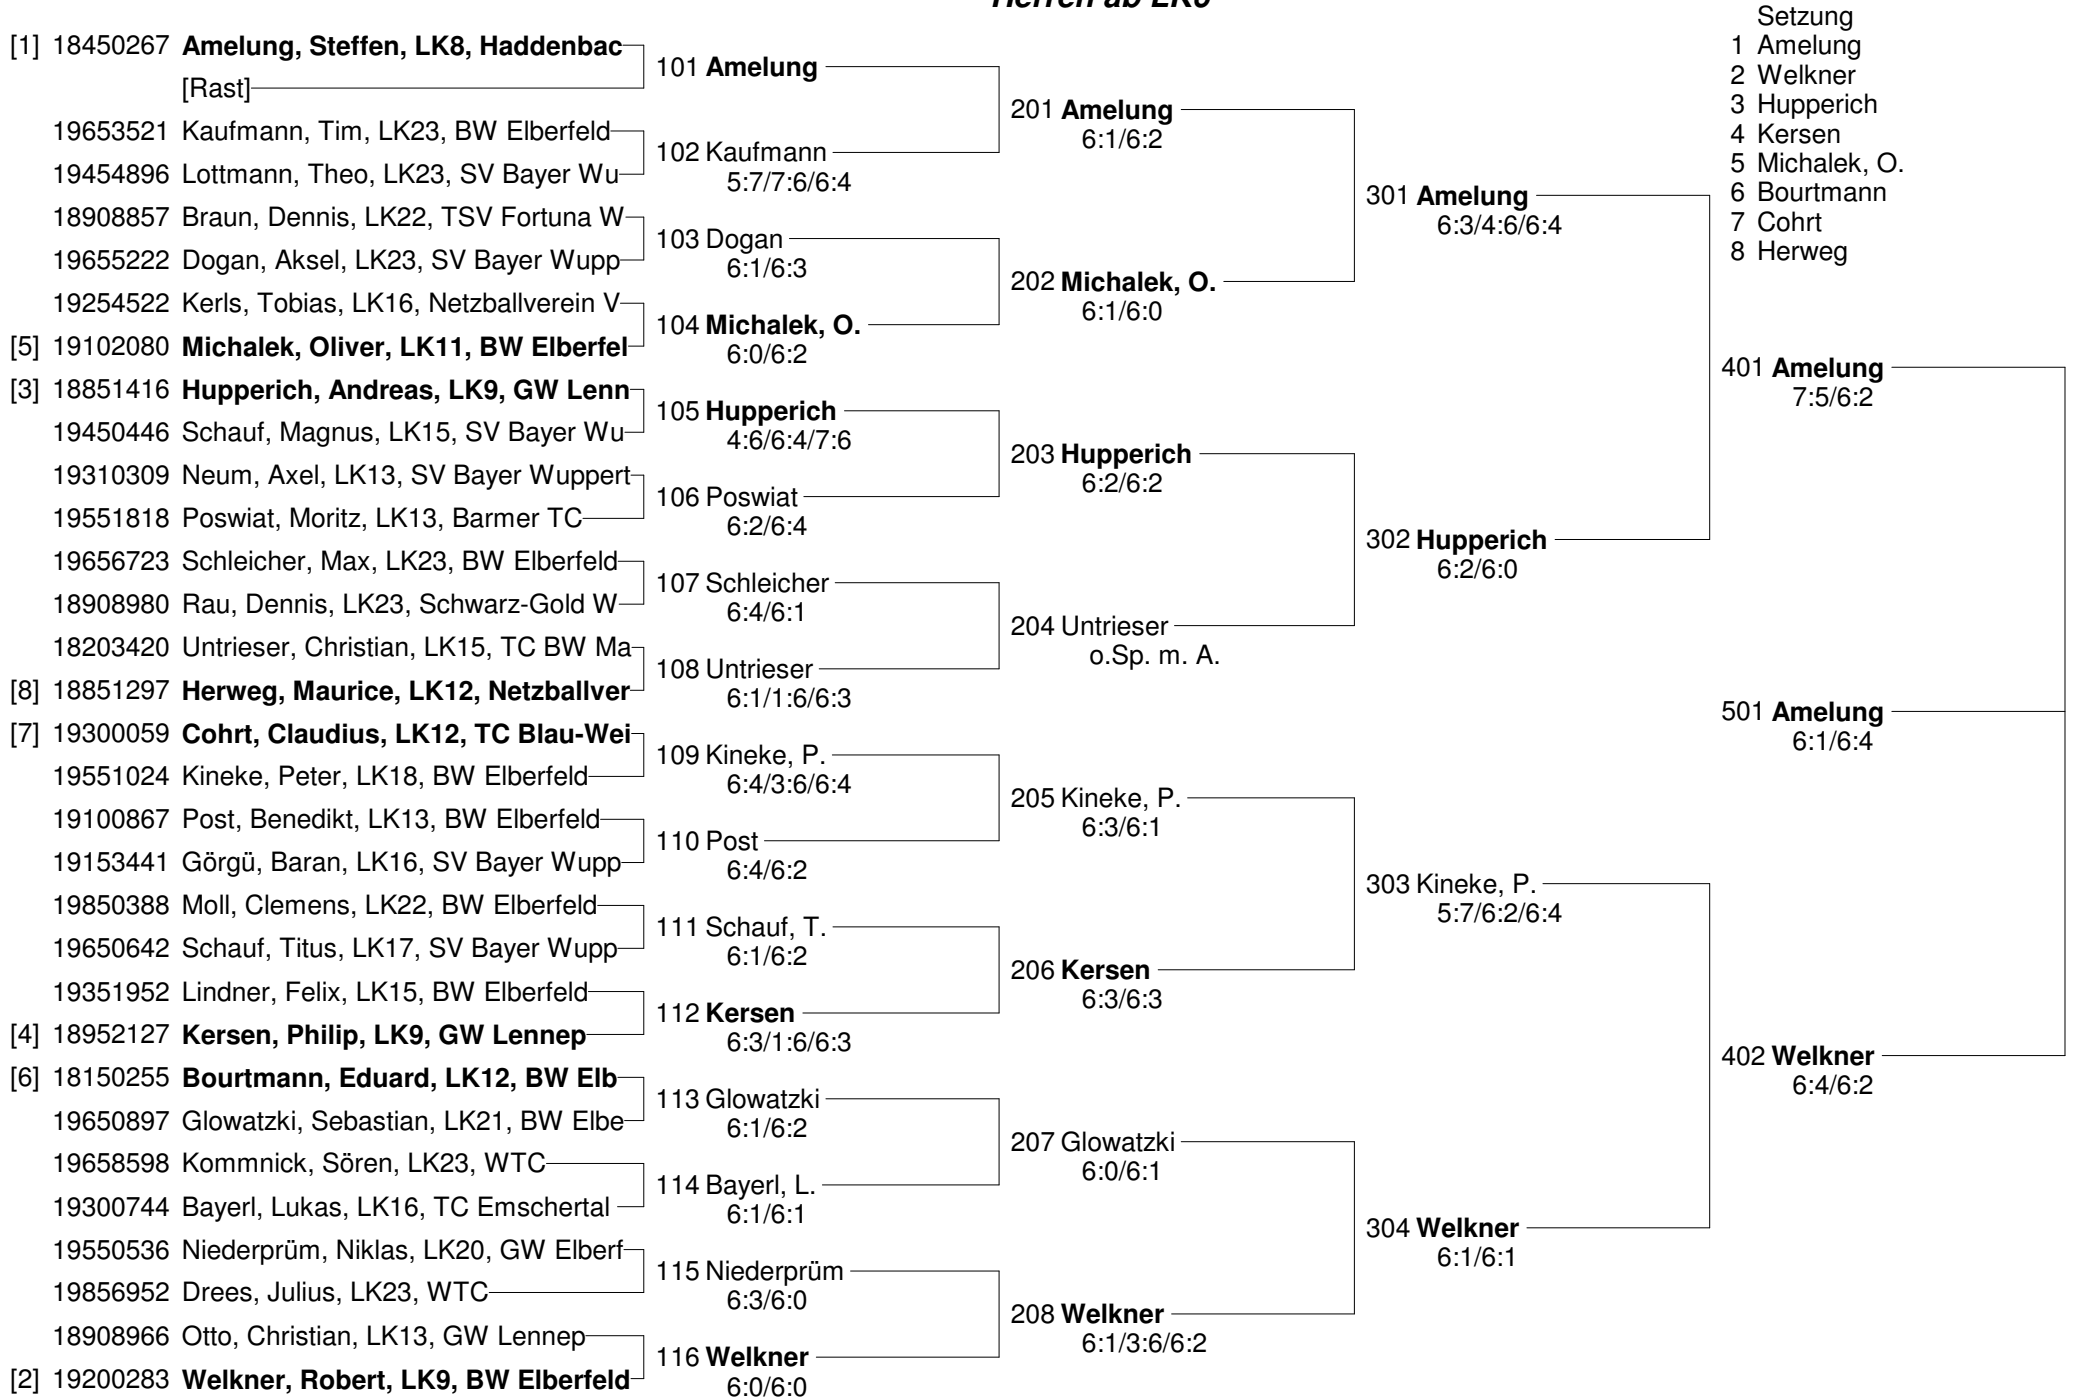 Herren ab LK8
Setzung
1 Amelung
2 Welkner
3 Hupperich
4 Kersen
5 Michalek, O.
6 Bourtmann
7 Cohrt
8 Herweg
[1] 18450267 Amelung, Steffen, LK8, Haddenbac
[Rast]
19653521 Kaufmann, Tim, LK23, BW Elberfeld
19454896 Lottmann, Theo, LK23, SV Bayer Wu
18908857 Braun, Dennis, LK22, TSV Fortuna W
19655222 Dogan, Aksel, LK23, SV Bayer Wupp
19254522 Kerls, Tobias, LK16, Netzballverein V
[5] 19102080 Michalek, Oliver, LK11, BW Elberfel
[3] 18851416 Hupperich, Andreas, LK9, GW Lenn
19450446 Schauf, Magnus, LK15, SV Bayer Wu
19310309 Neum, Axel, LK13, SV Bayer Wuppert
19551818 Poswiat, Moritz, LK13, Barmer TC
19656723 Schleicher, Max, LK23, BW Elberfeld
18908980 Rau, Dennis, LK23, Schwarz-Gold W
18203420 Untrieser, Christian, LK15, TC BW Ma
[8] 18851297 Herweg, Maurice, LK12, Netzballver
[7] 19300059 Cohrt, Claudius, LK12, TC Blau-Wei
19551024 Kineke, Peter, LK18, BW Elberfeld
19100867 Post, Benedikt, LK13, BW Elberfeld
19153441 Görgü, Baran, LK16, SV Bayer Wupp
19850388 Moll, Clemens, LK22, BW Elberfeld
19650642 Schauf, Titus, LK17, SV Bayer Wupp
19351952 Lindner, Felix, LK15, BW Elberfeld
[4] 18952127 Kersen, Philip, LK9, GW Lennep
[6] 18150255 Bourtmann, Eduard, LK12, BW Elb
19650897 Glowatzki, Sebastian, LK21, BW Elbe
19658598 Kommnick, Sören, LK23, WTC
19300744 Bayerl, Lukas, LK16, TC Emschertal
19550536 Niederprüm, Niklas, LK20, GW Elberf
19856952 Drees, Julius, LK23, WTC
18908966 Otto, Christian, LK13, GW Lennep
[2] 19200283 Welkner, Robert, LK9, BW Elberfeld
101 Amelung
102 Kaufmann
5:7/7:6/6:4
103 Dogan
6:1/6:3
104 Michalek, O.
6:0/6:2
105 Hupperich
4:6/6:4/7:6
106 Poswiat
6:2/6:4
107 Schleicher
6:4/6:1
108 Untrieser
6:1/1:6/6:3
109 Kineke, P.
6:4/3:6/6:4
110 Post
6:4/6:2
111 Schauf, T.
6:1/6:2
112 Kersen
6:3/1:6/6:3
113 Glowatzki
6:1/6:2
114 Bayerl, L.
6:1/6:1
115 Niederprüm
6:3/6:0
116 Welkner
6:0/6:0
201 Amelung
6:1/6:2
202 Michalek, O.
6:1/6:0
203 Hupperich
6:2/6:2
204 Untrieser
o.Sp. m. A.
205 Kineke, P.
6:3/6:1
206 Kersen
6:3/6:3
207 Glowatzki
6:0/6:1
208 Welkner
6:1/3:6/6:2
301 Amelung
6:3/4:6/6:4
302 Hupperich
6:2/6:0
303 Kineke, P.
5:7/6:2/6:4
304 Welkner
6:1/6:1
401 Amelung
7:5/6:2
501 Amelung
6:1/6:4
402 Welkner
6:4/6:2